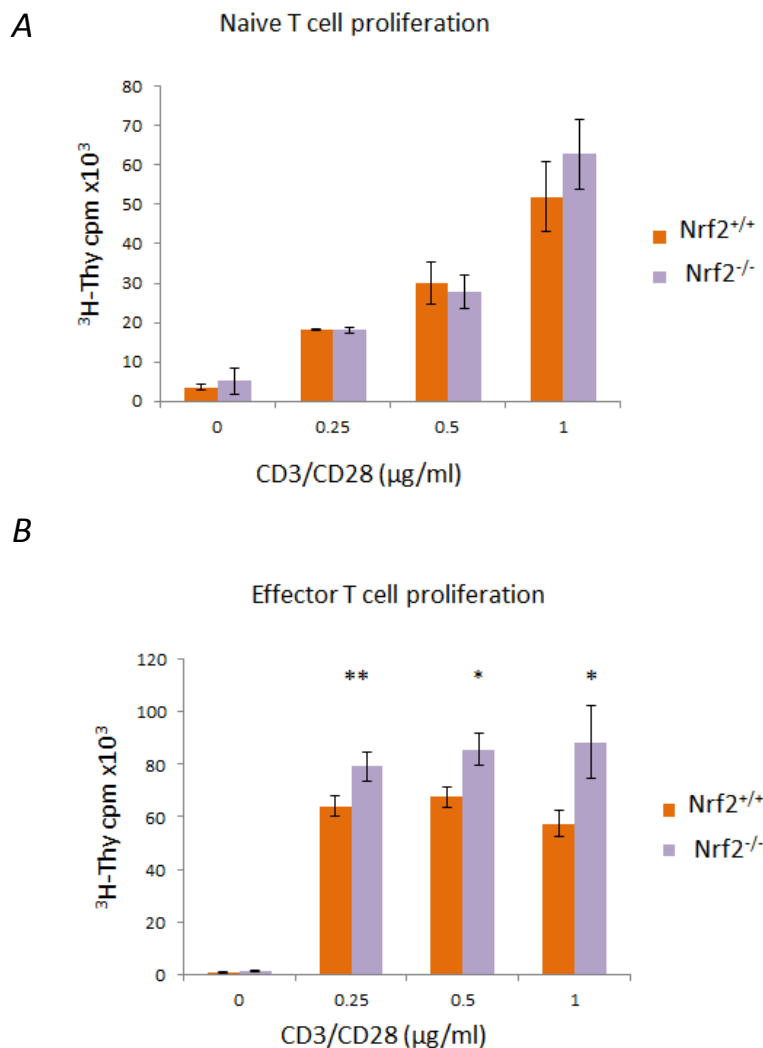 A
Naive T cell proliferation
80
70
60
50
40
30
20
10
0
³H-Thy cpm x10³
0 0.25 0.5 1
CD3/CD28 (µg/ml)
Nrf2⁺/⁺
Nrf2⁻/⁻
B
Effector T cell proliferation
120
100
80
60
40
20
0
³H-Thy cpm x10³
** * *
0 0.25 0.5 1
CD3/CD28 (µg/ml)
Nrf2⁺/⁺
Nrf2⁻/⁻